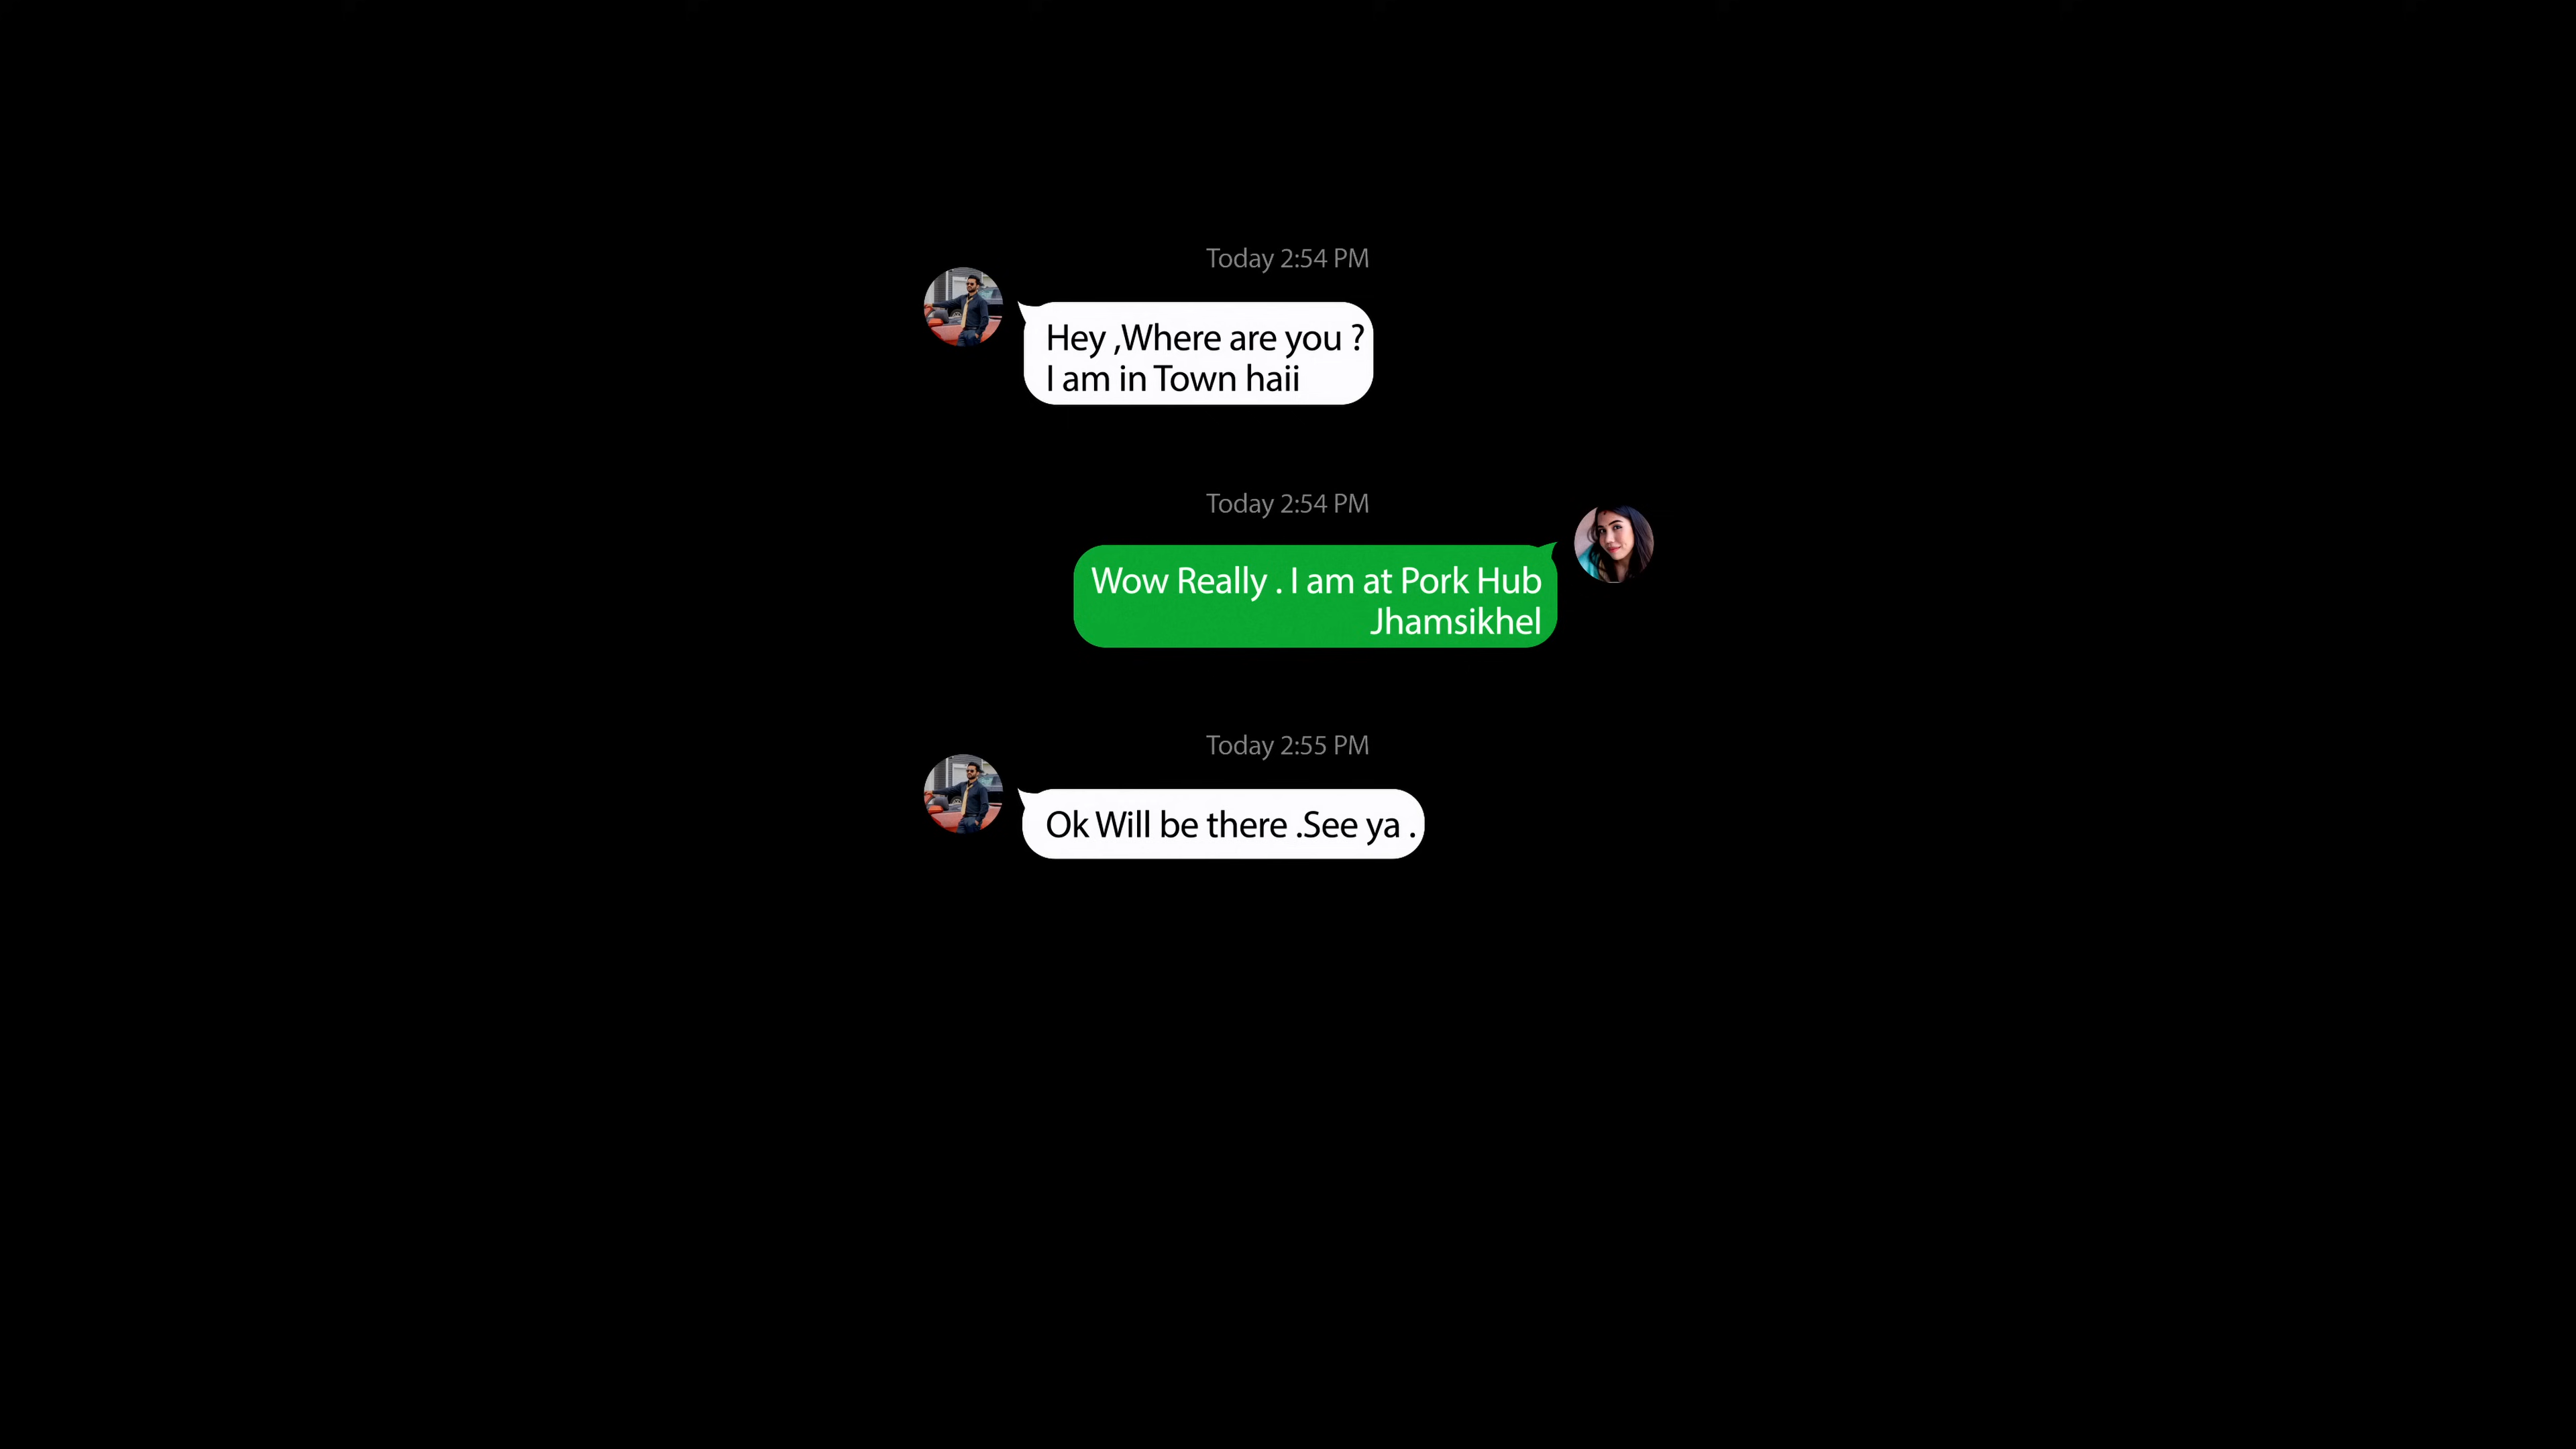 Today 2:54 PM
Hey ,Where are you ?
I am in Town haii
Today 2:54 PM
Wow Really . I am at Pork Hub
Jhamsikhel
Today 2:55 PM
Ok Will be there .See ya .